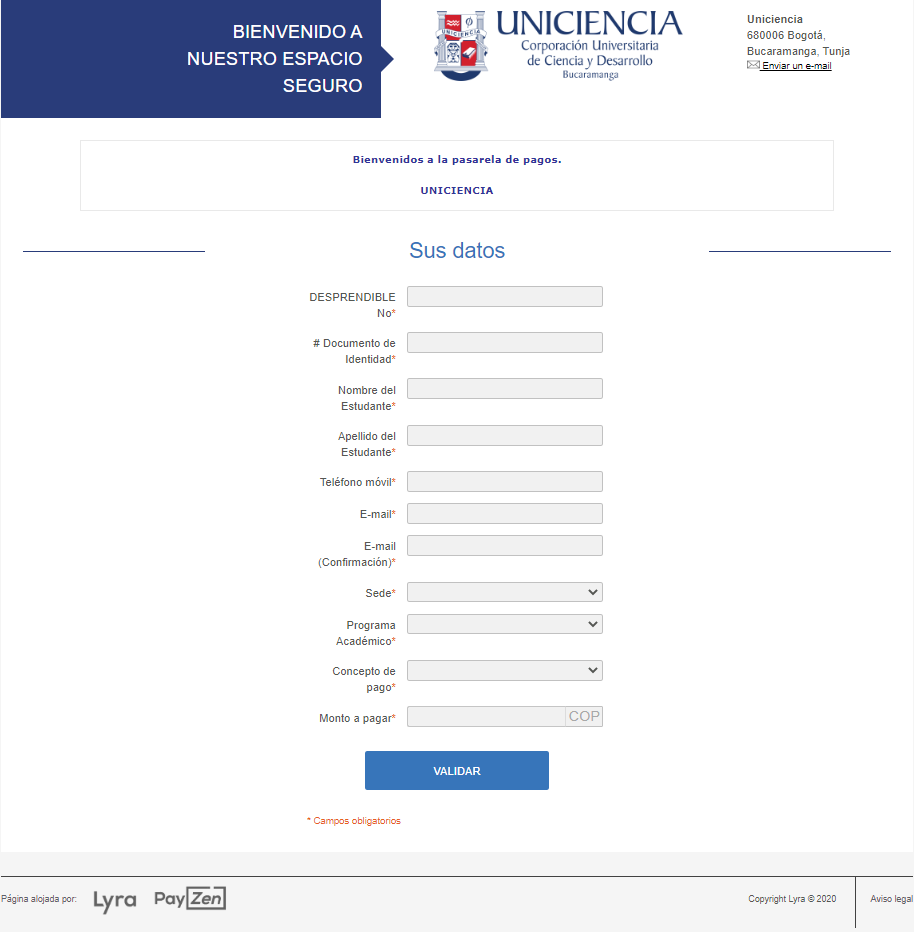 BIENVENIDO A
NUESTRO ESPACIO
SEGURO
UNICIENCIA
UNICIENCIA
Corporación Universitaria
de Ciencia y Desarrollo
Bucaramanga
Uniciencia
680006 Bogotá,
Bucaramanga, Tunja
Enviar un e-mail
Bienvenidos a la pasarela de pagos.
UNICIENCIA
Sus datos
DESPRENDIBLE
No*
# Documento de
Identidad*
Nombre del
Estudante*
Apellido del
Estudante*
Teléfono móvil*
E-mail*
E-mail
(Confirmación)*
Sede*
Programa
Académico*
Concepto de
pago*
Monto a pagar*
COP
VALIDAR
* Campos obligatorios
Página alojada por:
Lyra
PayZen
Copyright Lyra © 2020
Aviso legal